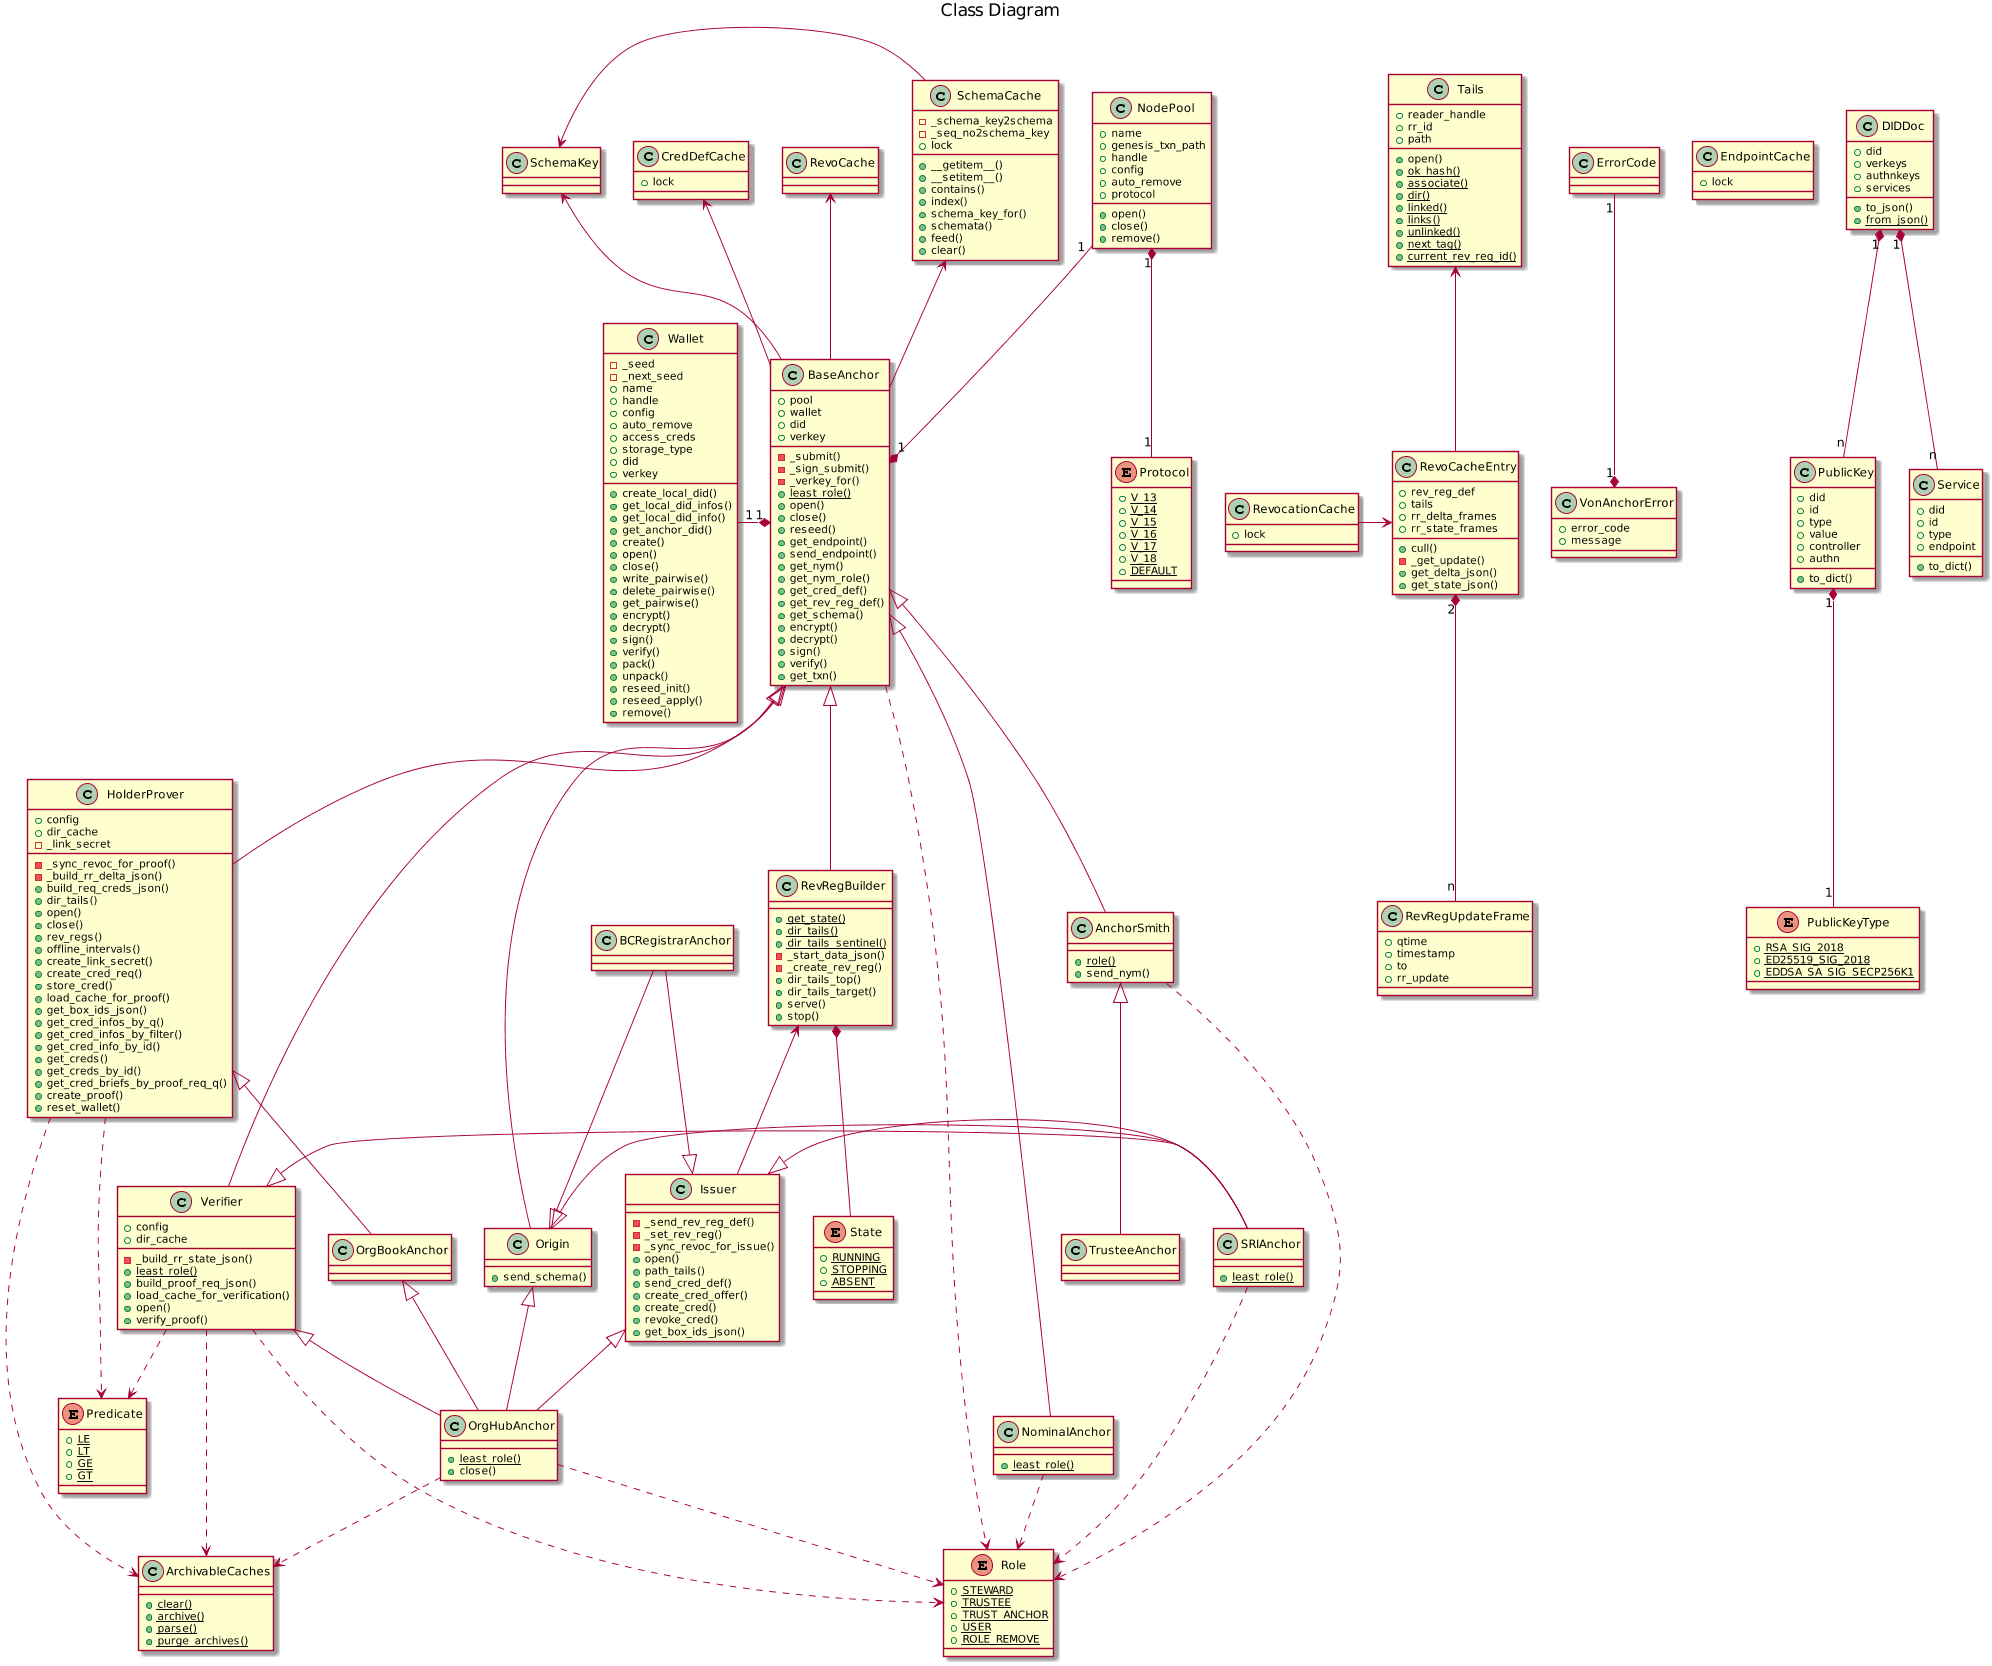 Class Diagram
C SchemaKey
C CredDefCache
lock
C RevoCache
C SchemaCache
_schema_key2schema
_seq_no2schema_key
lock
__getitem__()
__setitem__()
contains()
index()
schema_key_for()
schemata()
feed()
clear()
C NodePool
name
genesis_txn_path
handle
config
auto_remove
protocol
open()
close()
remove()
C Tails
reader_handle
rr_id
path
open()
ok_hash()
associate()
dir()
linked()
links()
unlinked()
next_tag()
current_rev_reg_id()
C ErrorCode
C EndpointCache
lock
C DIDDoc
did
verkeys
authnkeys
services
to_json()
from_json()
1
1
1
1
1
C Wallet
_seed
_next_seed
name
handle
config
auto_remove
access_creds
storage_type
did
verkey
create_local_did()
get_local_did_infos()
get_local_did_info()
get_anchor_did()
create()
open()
close()
write_pairwise()
delete_pairwise()
get_pairwise()
encrypt()
decrypt()
sign()
verify()
pack()
unpack()
reseed_init()
reseed_apply()
remove()
1
1
C BaseAnchor
pool
wallet
did
verkey
_submit()
_sign_submit()
_verkey_for()
least_role()
open()
close()
reseed()
get_endpoint()
send_endpoint()
get_nym()
get_nym_role()
get_cred_def()
get_rev_reg_def()
get_schema()
encrypt()
decrypt()
sign()
verify()
get_txn()
1
1
E Protocol
V_13
V_14
V_15
V_16
V_17
V_18
DEFAULT
C RevocationCache
lock
C RevoCacheEntry
rev_reg_def
tails
rr_delta_frames
rr_state_frames
cull()
_get_update()
get_delta_json()
get_state_json()
2
1
C VonAnchorError
error_code
message
n
C PublicKey
did
id
type
value
controller
authn
to_dict()
1
n
C Service
did
id
type
endpoint
to_dict()
C HolderProver
config
dir_cache
_link_secret
_sync_revoc_for_proof()
_build_rr_delta_json()
build_req_creds_json()
dir_tails()
open()
close()
rev_regs()
offline_intervals()
create_link_secret()
create_cred_req()
store_cred()
load_cache_for_proof()
get_box_ids_json()
get_cred_infos_by_q()
get_cred_infos_by_filter()
get_cred_info_by_id()
get_creds()
get_creds_by_id()
get_cred_briefs_by_proof_req_q()
create_proof()
reset_wallet()
C BCRegistrarAnchor
C RevRegBuilder
get_state()
dir_tails()
dir_tails_sentinel()
_start_data_json()
_create_rev_reg()
dir_tails_top()
dir_tails_target()
serve()
stop()
C AnchorSmith
role()
send_nym()
n
C RevRegUpdateFrame
qtime
timestamp
to
rr_update
1
E PublicKeyType
RSA_SIG_2018
ED25519_SIG_2018
EDDSA_SA_SIG_SECP256K1
C Verifier
config
dir_cache
_build_rr_state_json()
least_role()
build_proof_req_json()
load_cache_for_verification()
open()
verify_proof()
C OrgBookAnchor
C Origin
send_schema()
C Issuer
_send_rev_reg_def()
_set_rev_reg()
_sync_revoc_for_issue()
open()
path_tails()
send_cred_def()
create_cred_offer()
create_cred()
revoke_cred()
get_box_ids_json()
E State
RUNNING
STOPPING
ABSENT
C TrusteeAnchor
C SRIAnchor
least_role()
E Predicate
LE
LT
GE
GT
C OrgHubAnchor
least_role()
close()
C NominalAnchor
least_role()
C ArchivableCaches
clear()
archive()
parse()
purge_archives()
E Role
STEWARD
TRUSTEE
TRUST_ANCHOR
USER
ROLE_REMOVE